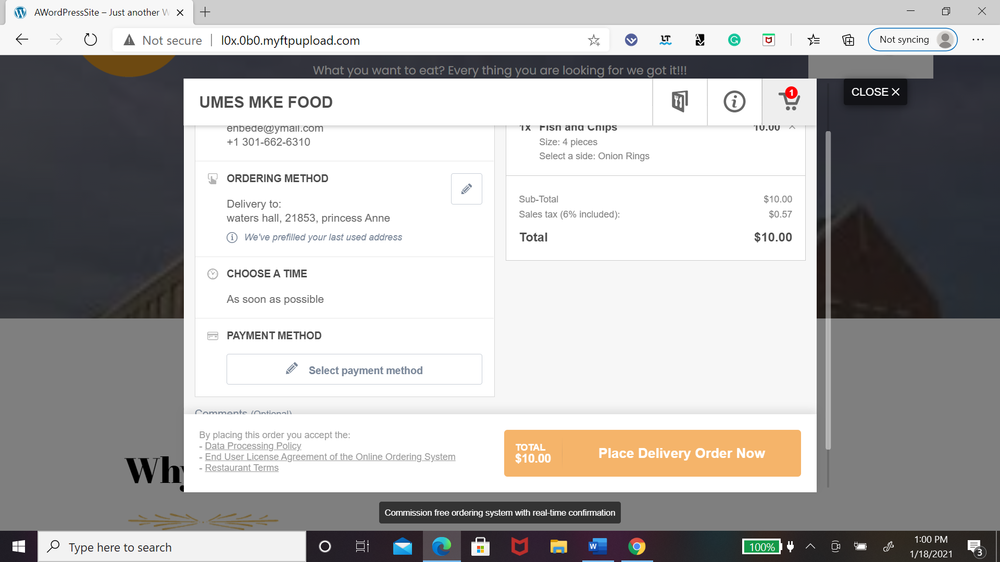 AWordPressSite – Just another W
Not secure
l0x.0b0.myftpupload.com
Not syncing
What you want to eat? Every thing you are looking for we got it!!!
CLOSE X
UMES MKE FOOD
1
enbede@ymail.com
+1 301-662-6310
ORDERING METHOD
Delivery to:
waters hall, 21853, princess Anne
We've prefilled your last used address
CHOOSE A TIME
As soon as possible
PAYMENT METHOD
Select payment method
Comments (Optional)
1x Fish and Chips 10.00
Size: 4 pieces
Select a side: Onion Rings
Sub-Total $10.00
Sales tax (6% included): $0.57
Total $10.00
By placing this order you accept the:
- Data Processing Policy
- End User License Agreement of the Online Ordering System
- Restaurant Terms
TOTAL
$10.00
Place Delivery Order Now
Why
Commission free ordering system with real-time confirmation
Type here to search
100%
1:00 PM
1/18/2021
3